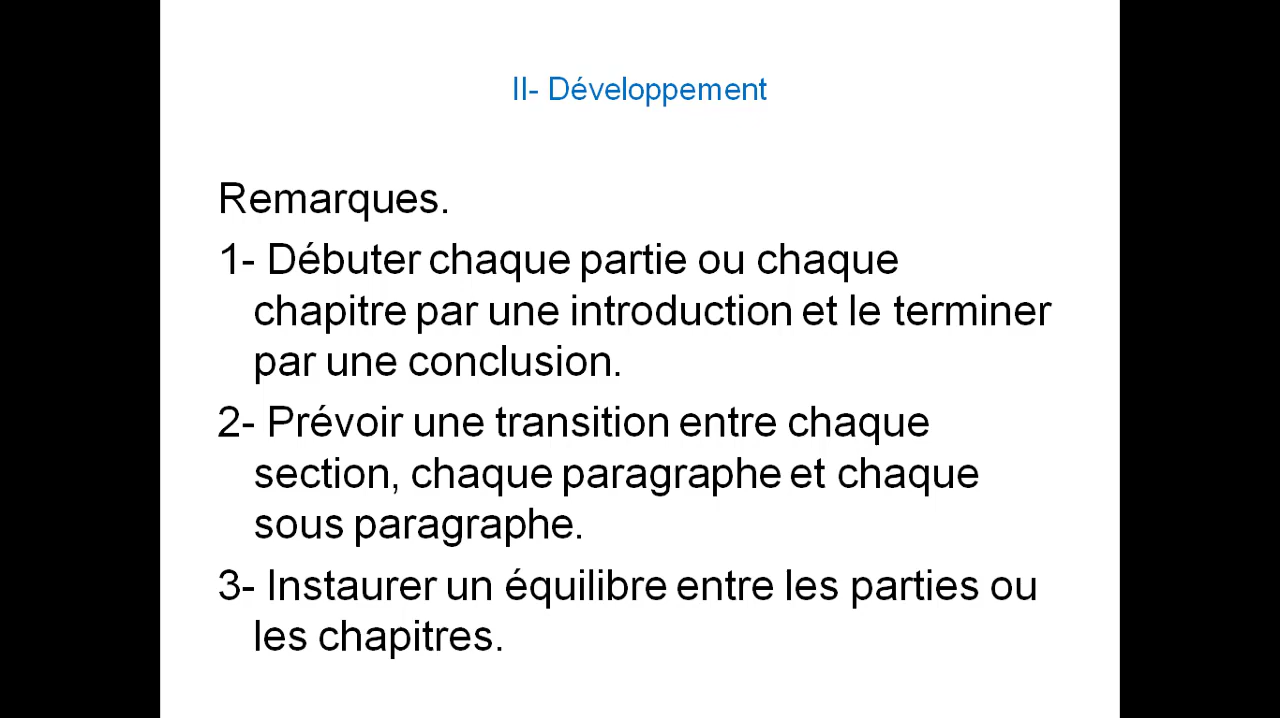 II- Développement
Remarques.
1- Débuter chaque partie ou chaque
chapitre par une introduction et le terminer
par une conclusion.
2- Prévoir une transition entre chaque
section, chaque paragraphe et chaque
sous paragraphe.
3- Instaurer un équilibre entre les parties ou
les chapitres.